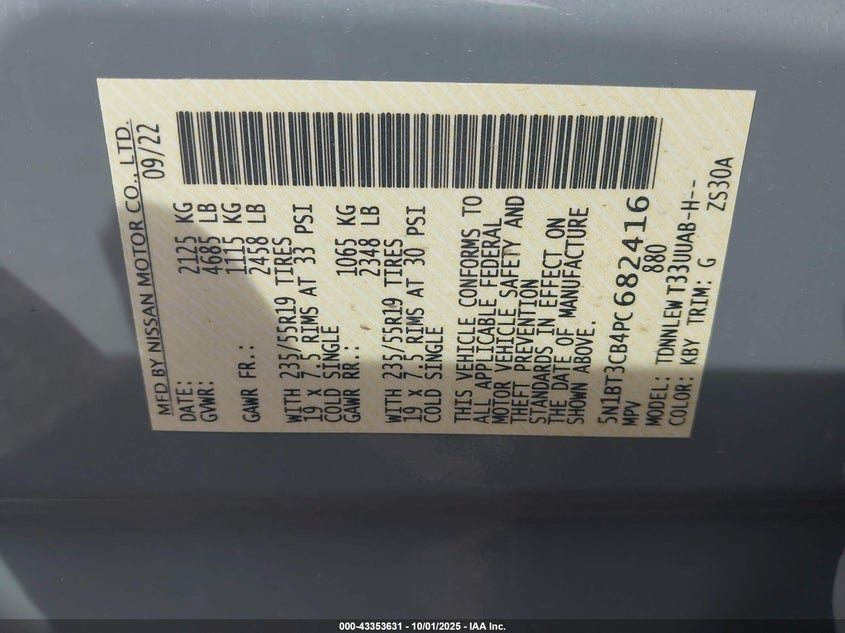 MFD BY NISSAN MOTOR CO., LTD.
DATE: 09/22
GVWR: 2125 KG
4685 LB
GAWR FR.: 1115 KG
2458 LB
WITH 235/55R19 TIRES
19 X 7.5 RIMS AT 33 PSI
COLD SINGLE
GAWR RR.: 1065 KG
2348 LB
WITH 235/55R19 TIRES
19 X 7.5 RIMS AT 30 PSI
COLD SINGLE
THIS VEHICLE CONFORMS TO
ALL APPLICABLE FEDERAL
MOTOR VEHICLE SAFETY AND
THEFT PREVENTION
STANDARDS IN EFFECT ON
THE DATE OF MANUFACTURE
SHOWN ABOVE.
5N1BT3CB4PC682416
MPV 880
MODEL: TDNNLEW T33UUAB-H--
COLOR: KBY TRIM: G ZS30A
000-43353631 - 10/01/2025 - IAA Inc.